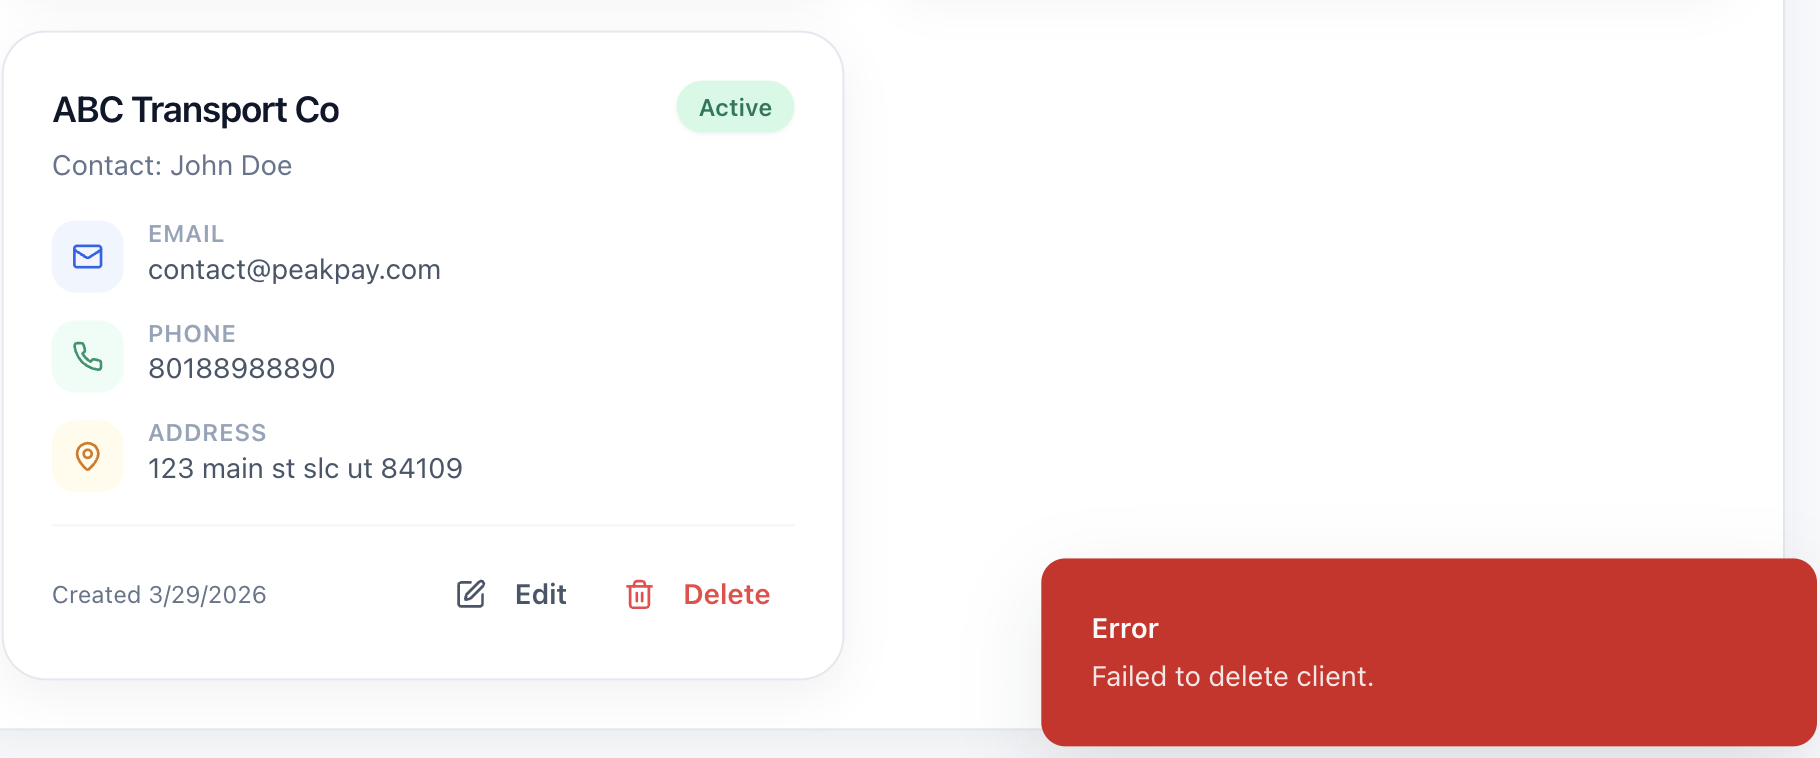 ABC Transport Co
Active
Contact: John Doe
EMAIL
contact@peakpay.com
PHONE
80188988890
ADDRESS
123 main st slc ut 84109
Created 3/29/2026
Edit
Delete
Error
Failed to delete client.